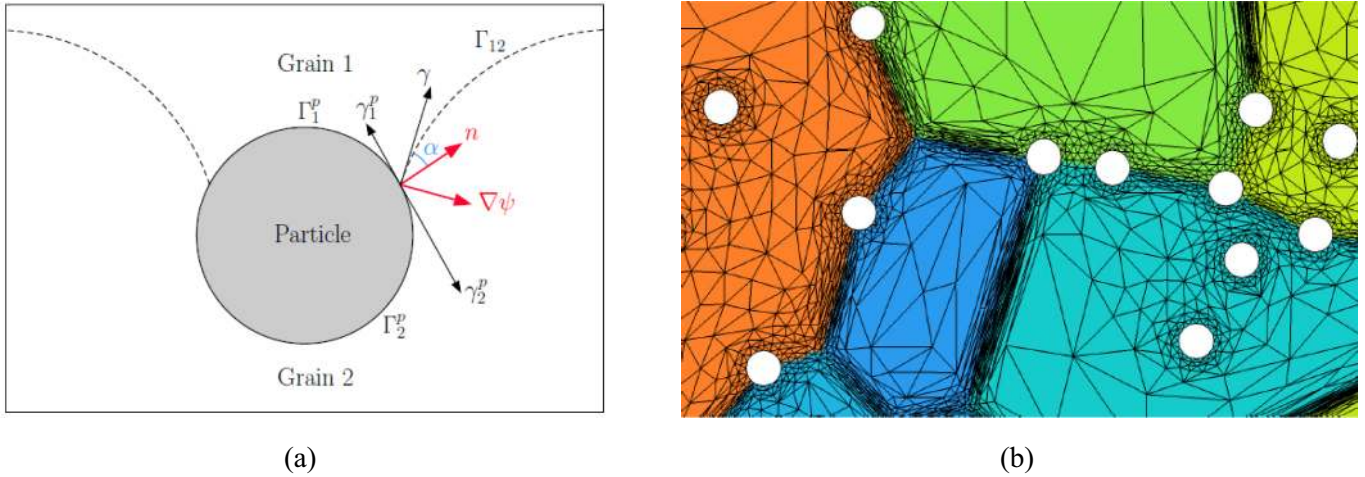 Γ₁₂
Grain 1
γ
Γ₁ᵖ
γ₁ᵖ
α
n
∇ψ
Particle
γ₂ᵖ
Γ₂ᵖ
Grain 2
(a)
(b)